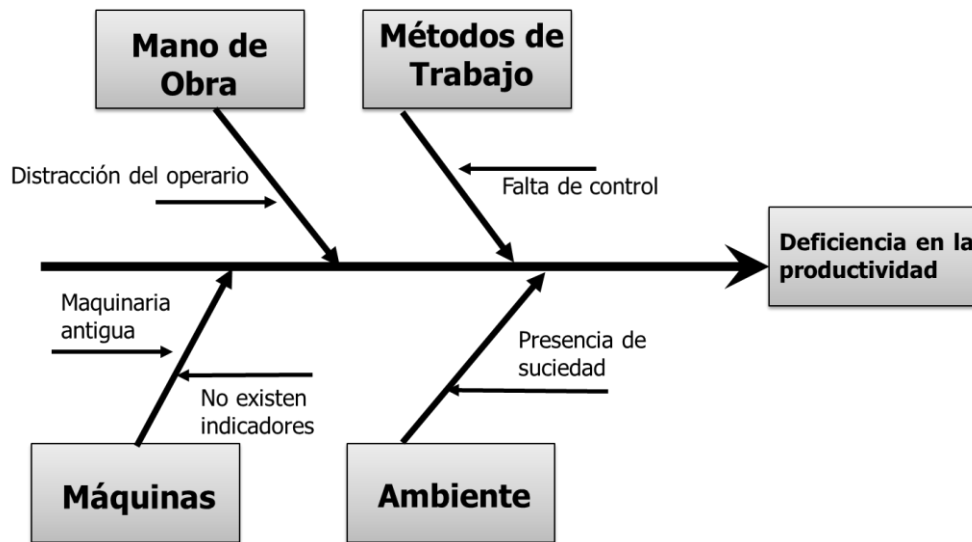 Mano de
Obra
Métodos de
Trabajo
Distracción del operario
Falta de control
Deficiencia en la
productividad
Maquinaria
antigua
No existen
indicadores
Presencia de
suciedad
Máquinas
Ambiente